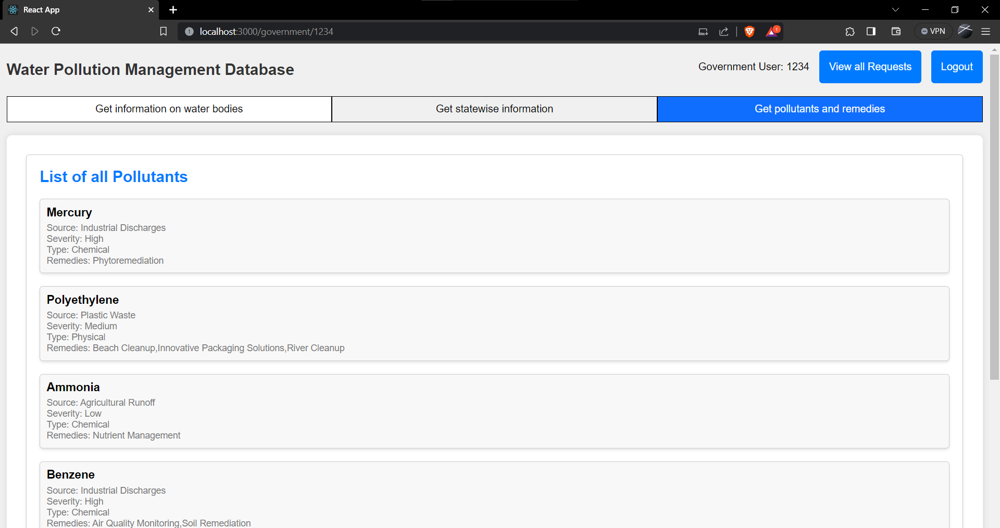 React App
localhost:3000/government/1234
1
VPN
Water Pollution Management Database
Government User: 1234
View all Requests
Logout
Get information on water bodies
Get statewise information
Get pollutants and remedies
List of all Pollutants
Mercury
Source: Industrial Discharges
Severity: High
Type: Chemical
Remedies: Phytoremediation
Polyethylene
Source: Plastic Waste
Severity: Medium
Type: Physical
Remedies: Beach Cleanup,Innovative Packaging Solutions,River Cleanup
Ammonia
Source: Agricultural Runoff
Severity: Low
Type: Chemical
Remedies: Nutrient Management
Benzene
Source: Industrial Discharges
Severity: High
Type: Chemical
Remedies: Air Quality Monitoring,Soil Remediation